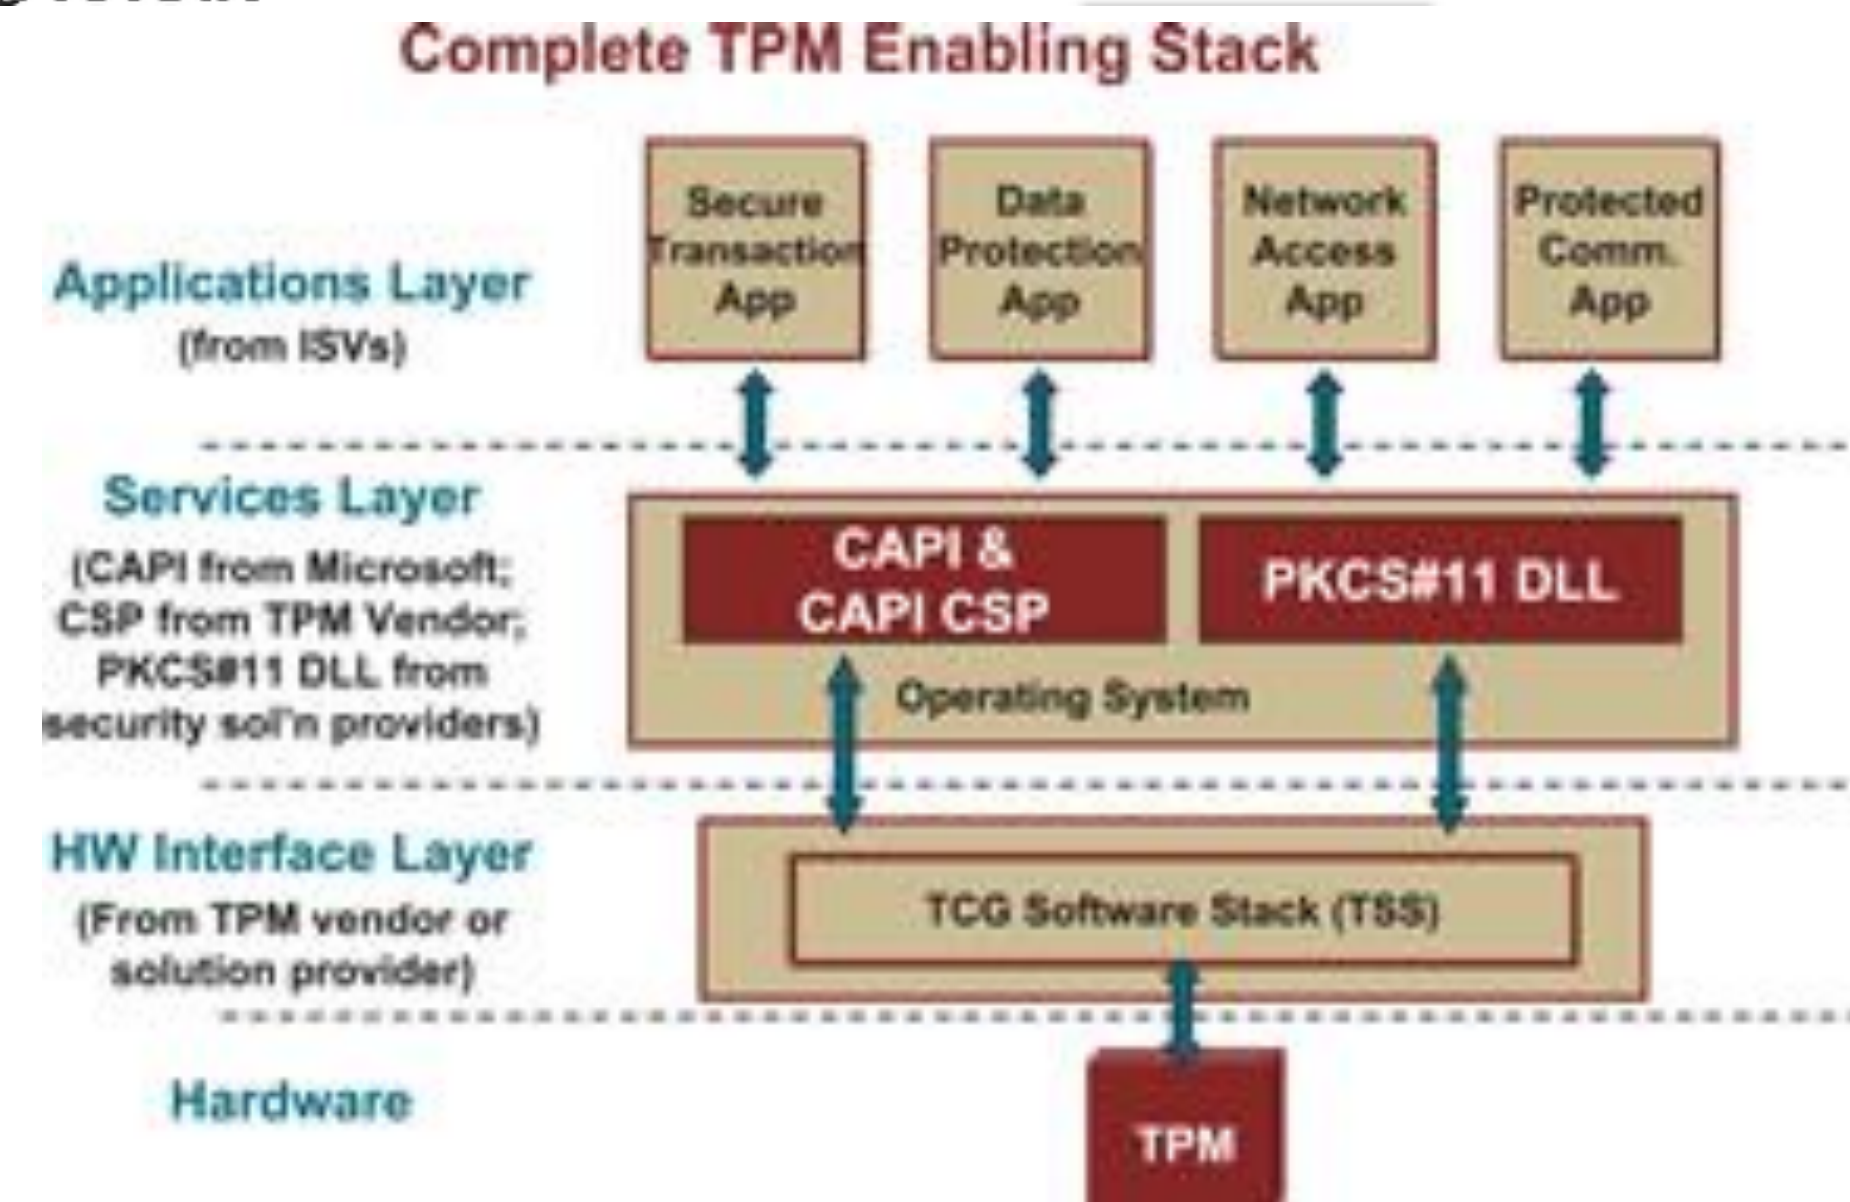 Complete TPM Enabling Stack
Secure
Transaction
App
Data
Protection
App
Network
Access
App
Protected
Comm.
App
Applications Layer
(from ISVs)
Services Layer
(CAPI from Microsoft;
CSP from TPM Vendor;
PKCS#11 DLL from
security sol'n providers)
CAPI &
CAPI CSP
PKCS#11 DLL
Operating System
HW Interface Layer
(From TPM vendor or
solution provider)
TCG Software Stack (TSS)
Hardware
TPM